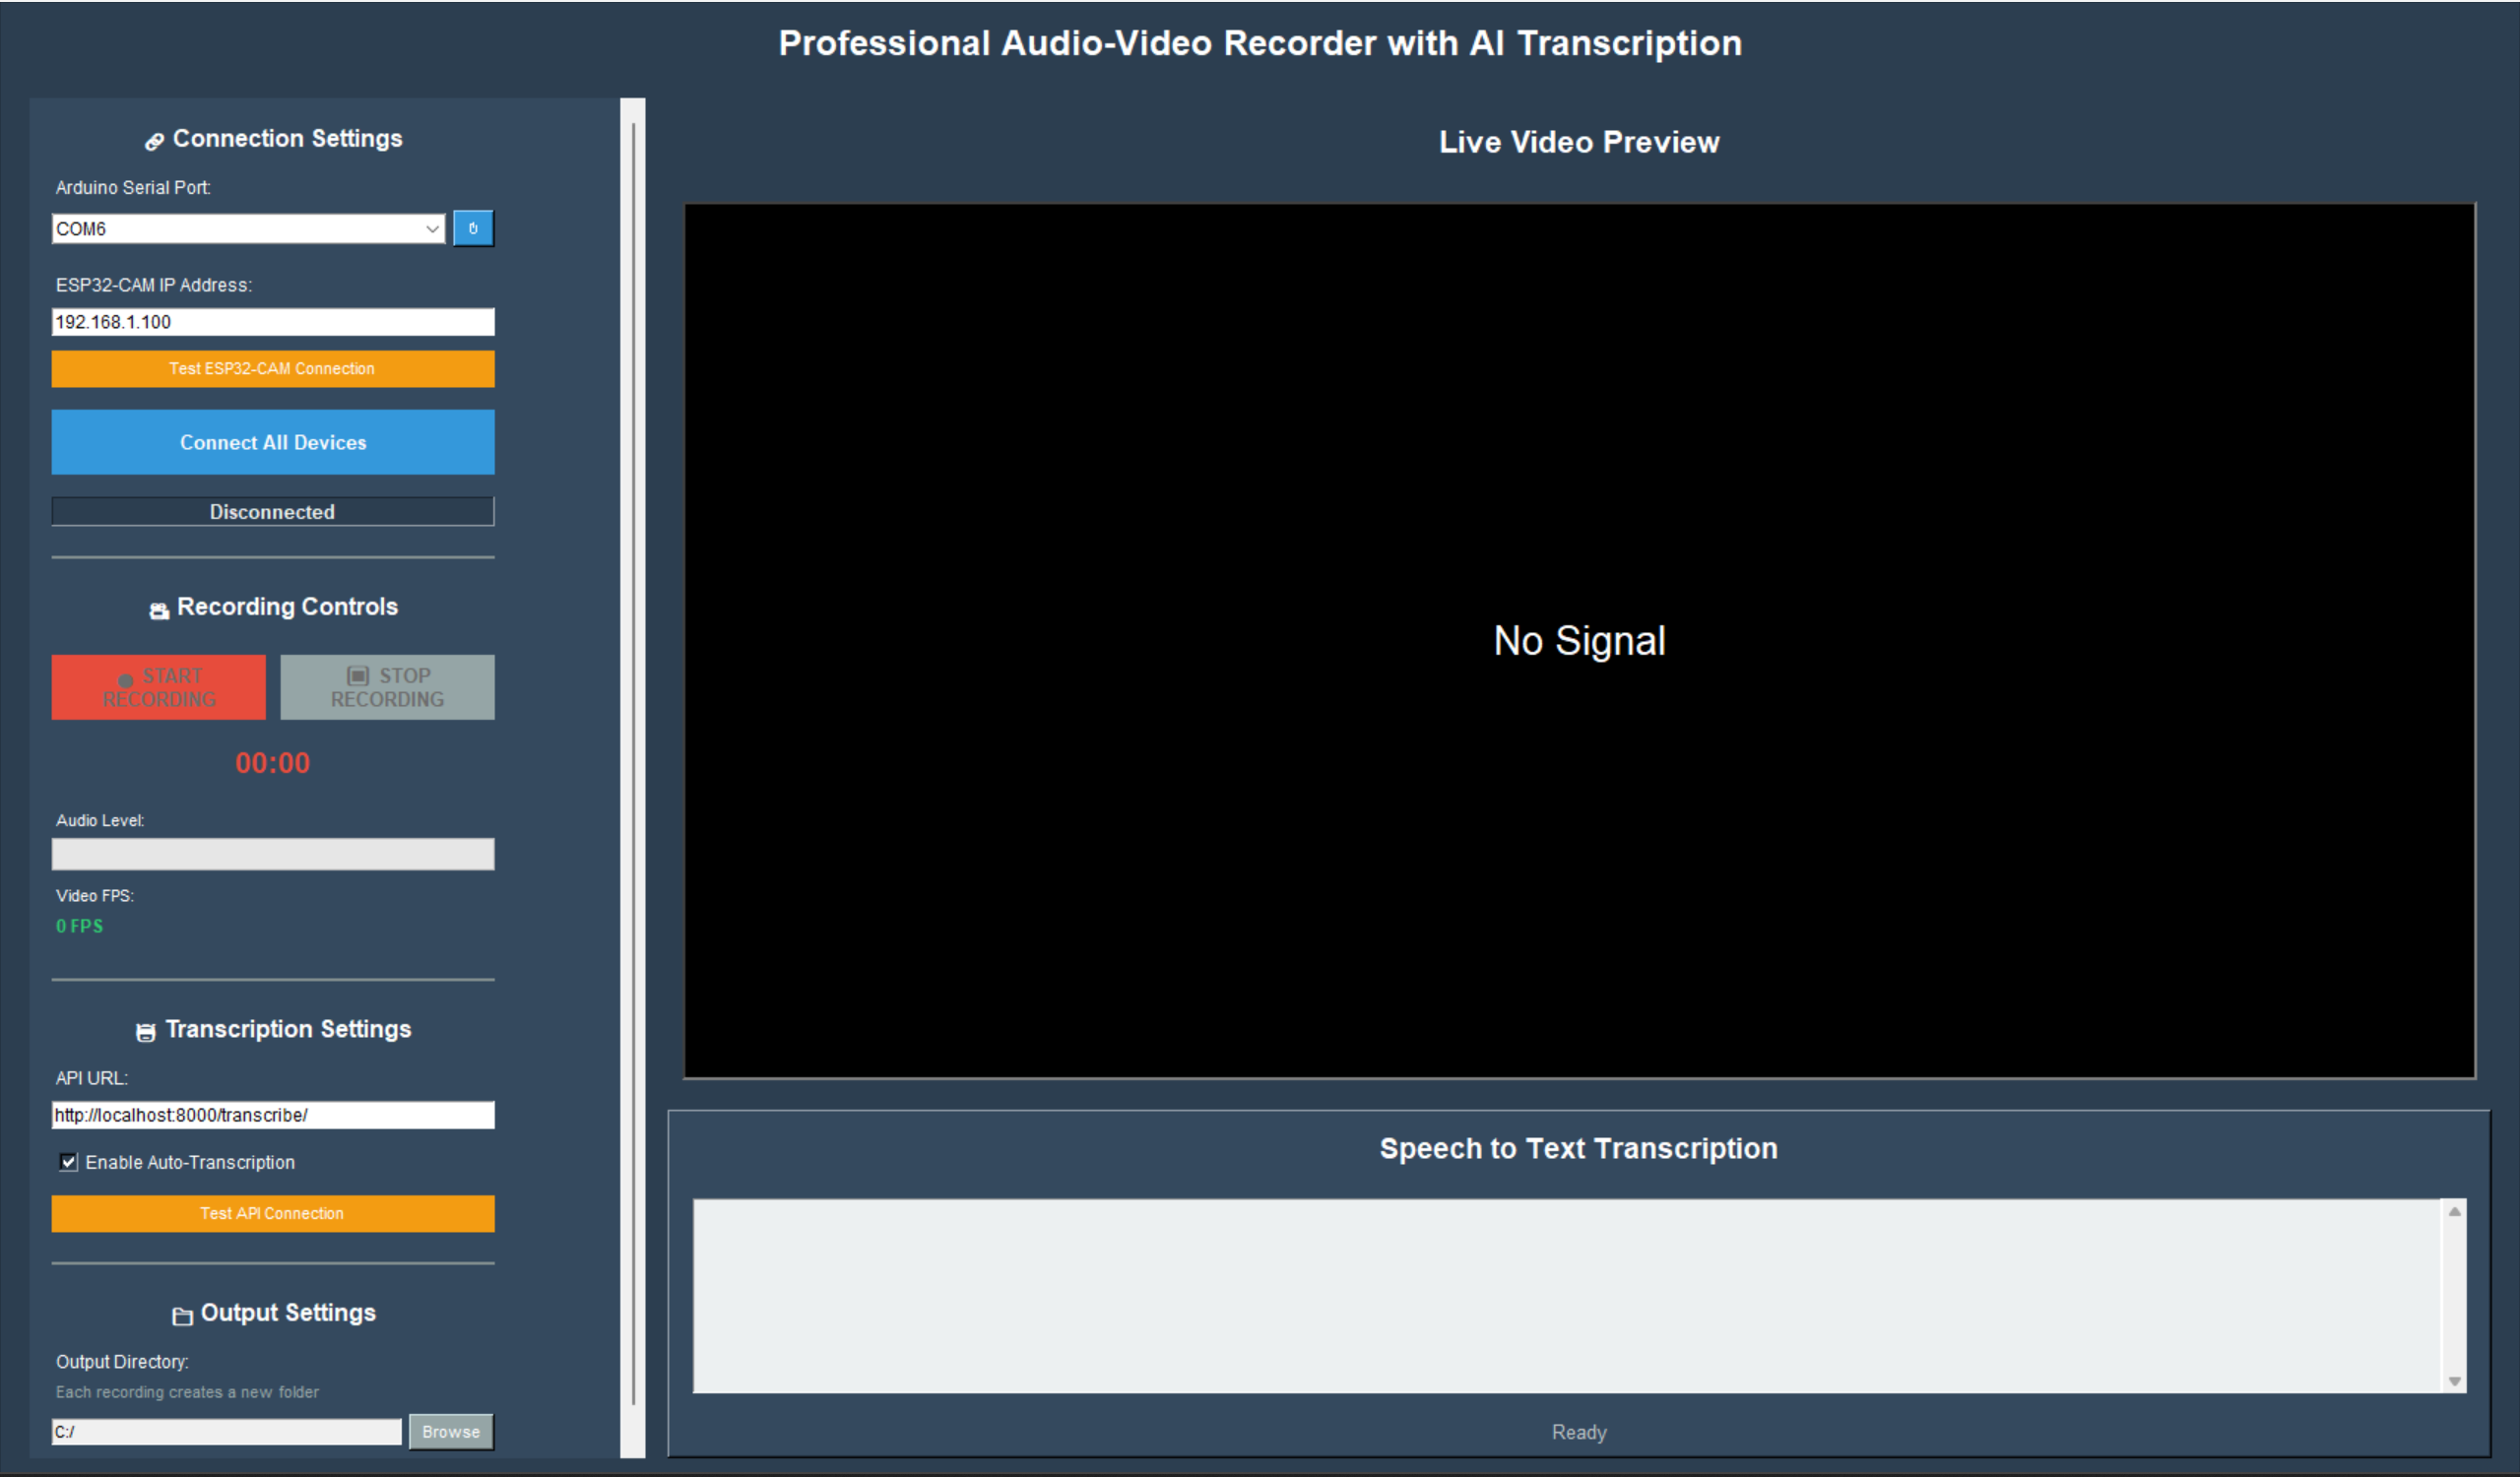 Professional Audio-Video Recorder with AI Transcription
Connection Settings
Arduino Serial Port:
COM6
ESP32-CAM IP Address:
192.168.1.100
Test ESP32-CAM Connection
Connect All Devices
Disconnected
Recording Controls
START
RECORDING
STOP
RECORDING
00:00
Audio Level:
Video FPS:
0 FPS
Transcription Settings
API URL:
http://localhost:8000/transcribe/
Enable Auto-Transcription
Test API Connection
Output Settings
Output Directory:
Each recording creates a new folder
C:/
Browse
Live Video Preview
No Signal
Speech to Text Transcription
Ready